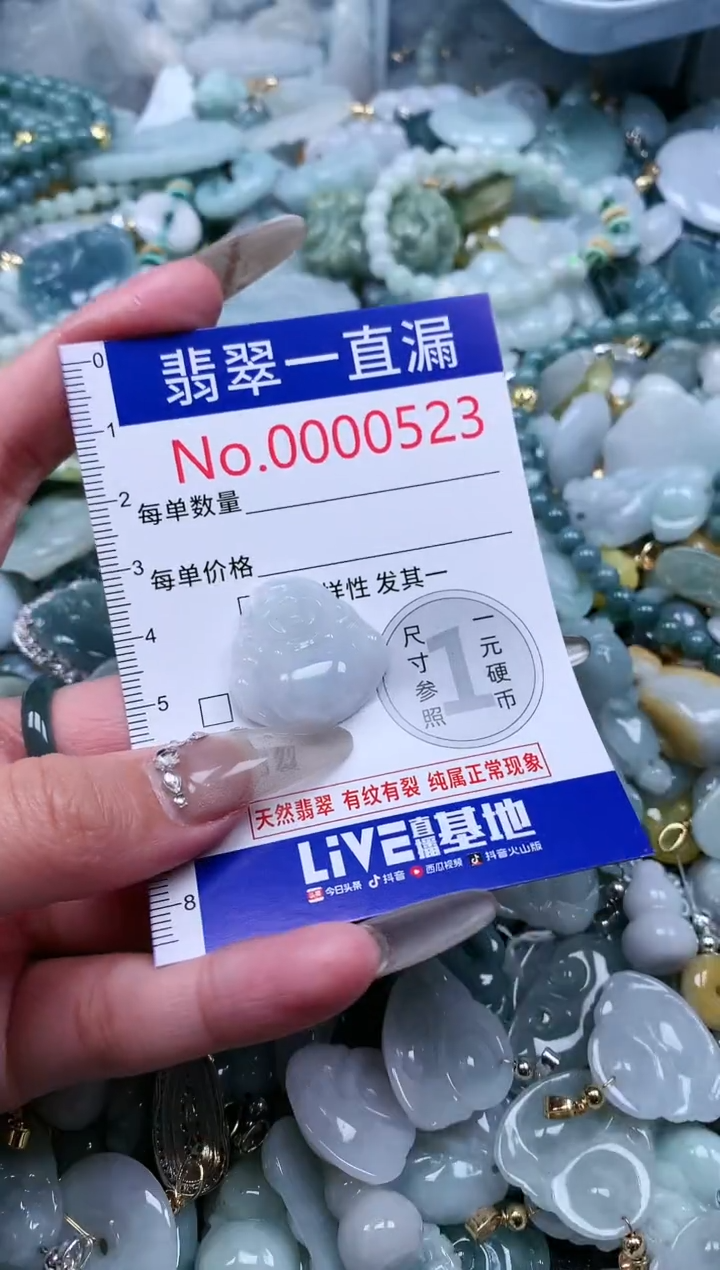 翡翠一直漏
No.0000523
0
1
2
3
4
5
8
每单数量
每单价格
样性 发其一
尺寸参照
1
一元硬币
天然翡翠 有纹有裂 纯属正常现象
LiVE直播基地
头条 今日头条 抖音 西瓜视频 抖音火山版